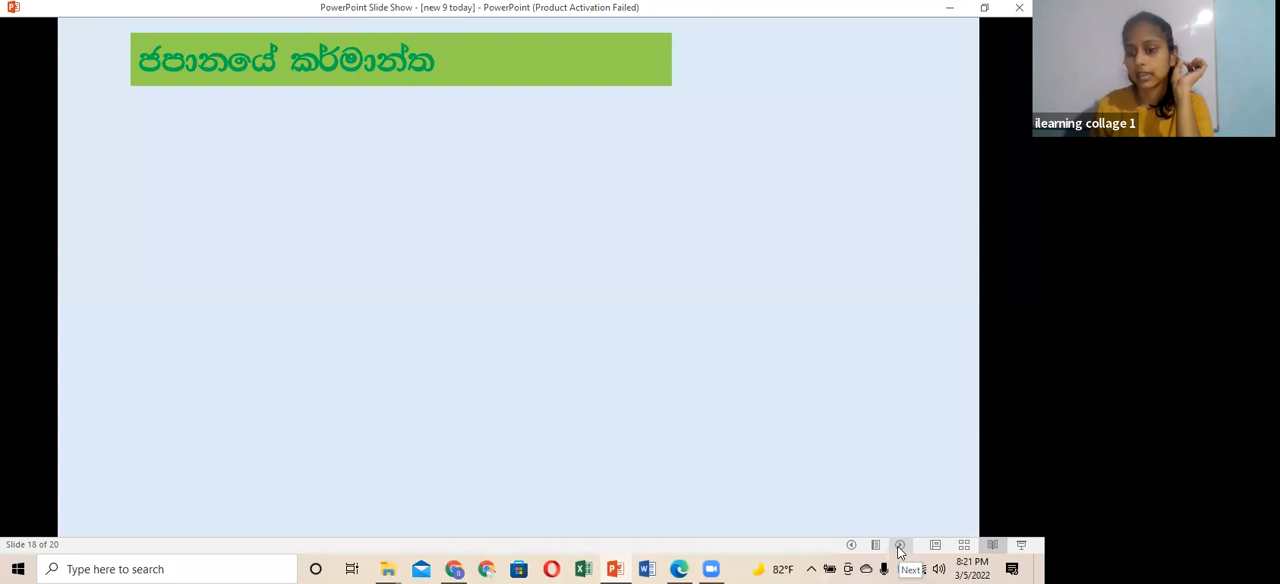 PowerPoint Slide Show - [new 9 today] - PowerPoint (Product Activation Failed)
ජපානයේ කර්මාන්ත
ilearning collage 1
Slide 18 of 20
Next
Type here to search
82°F
8:21 PM
3/5/2022